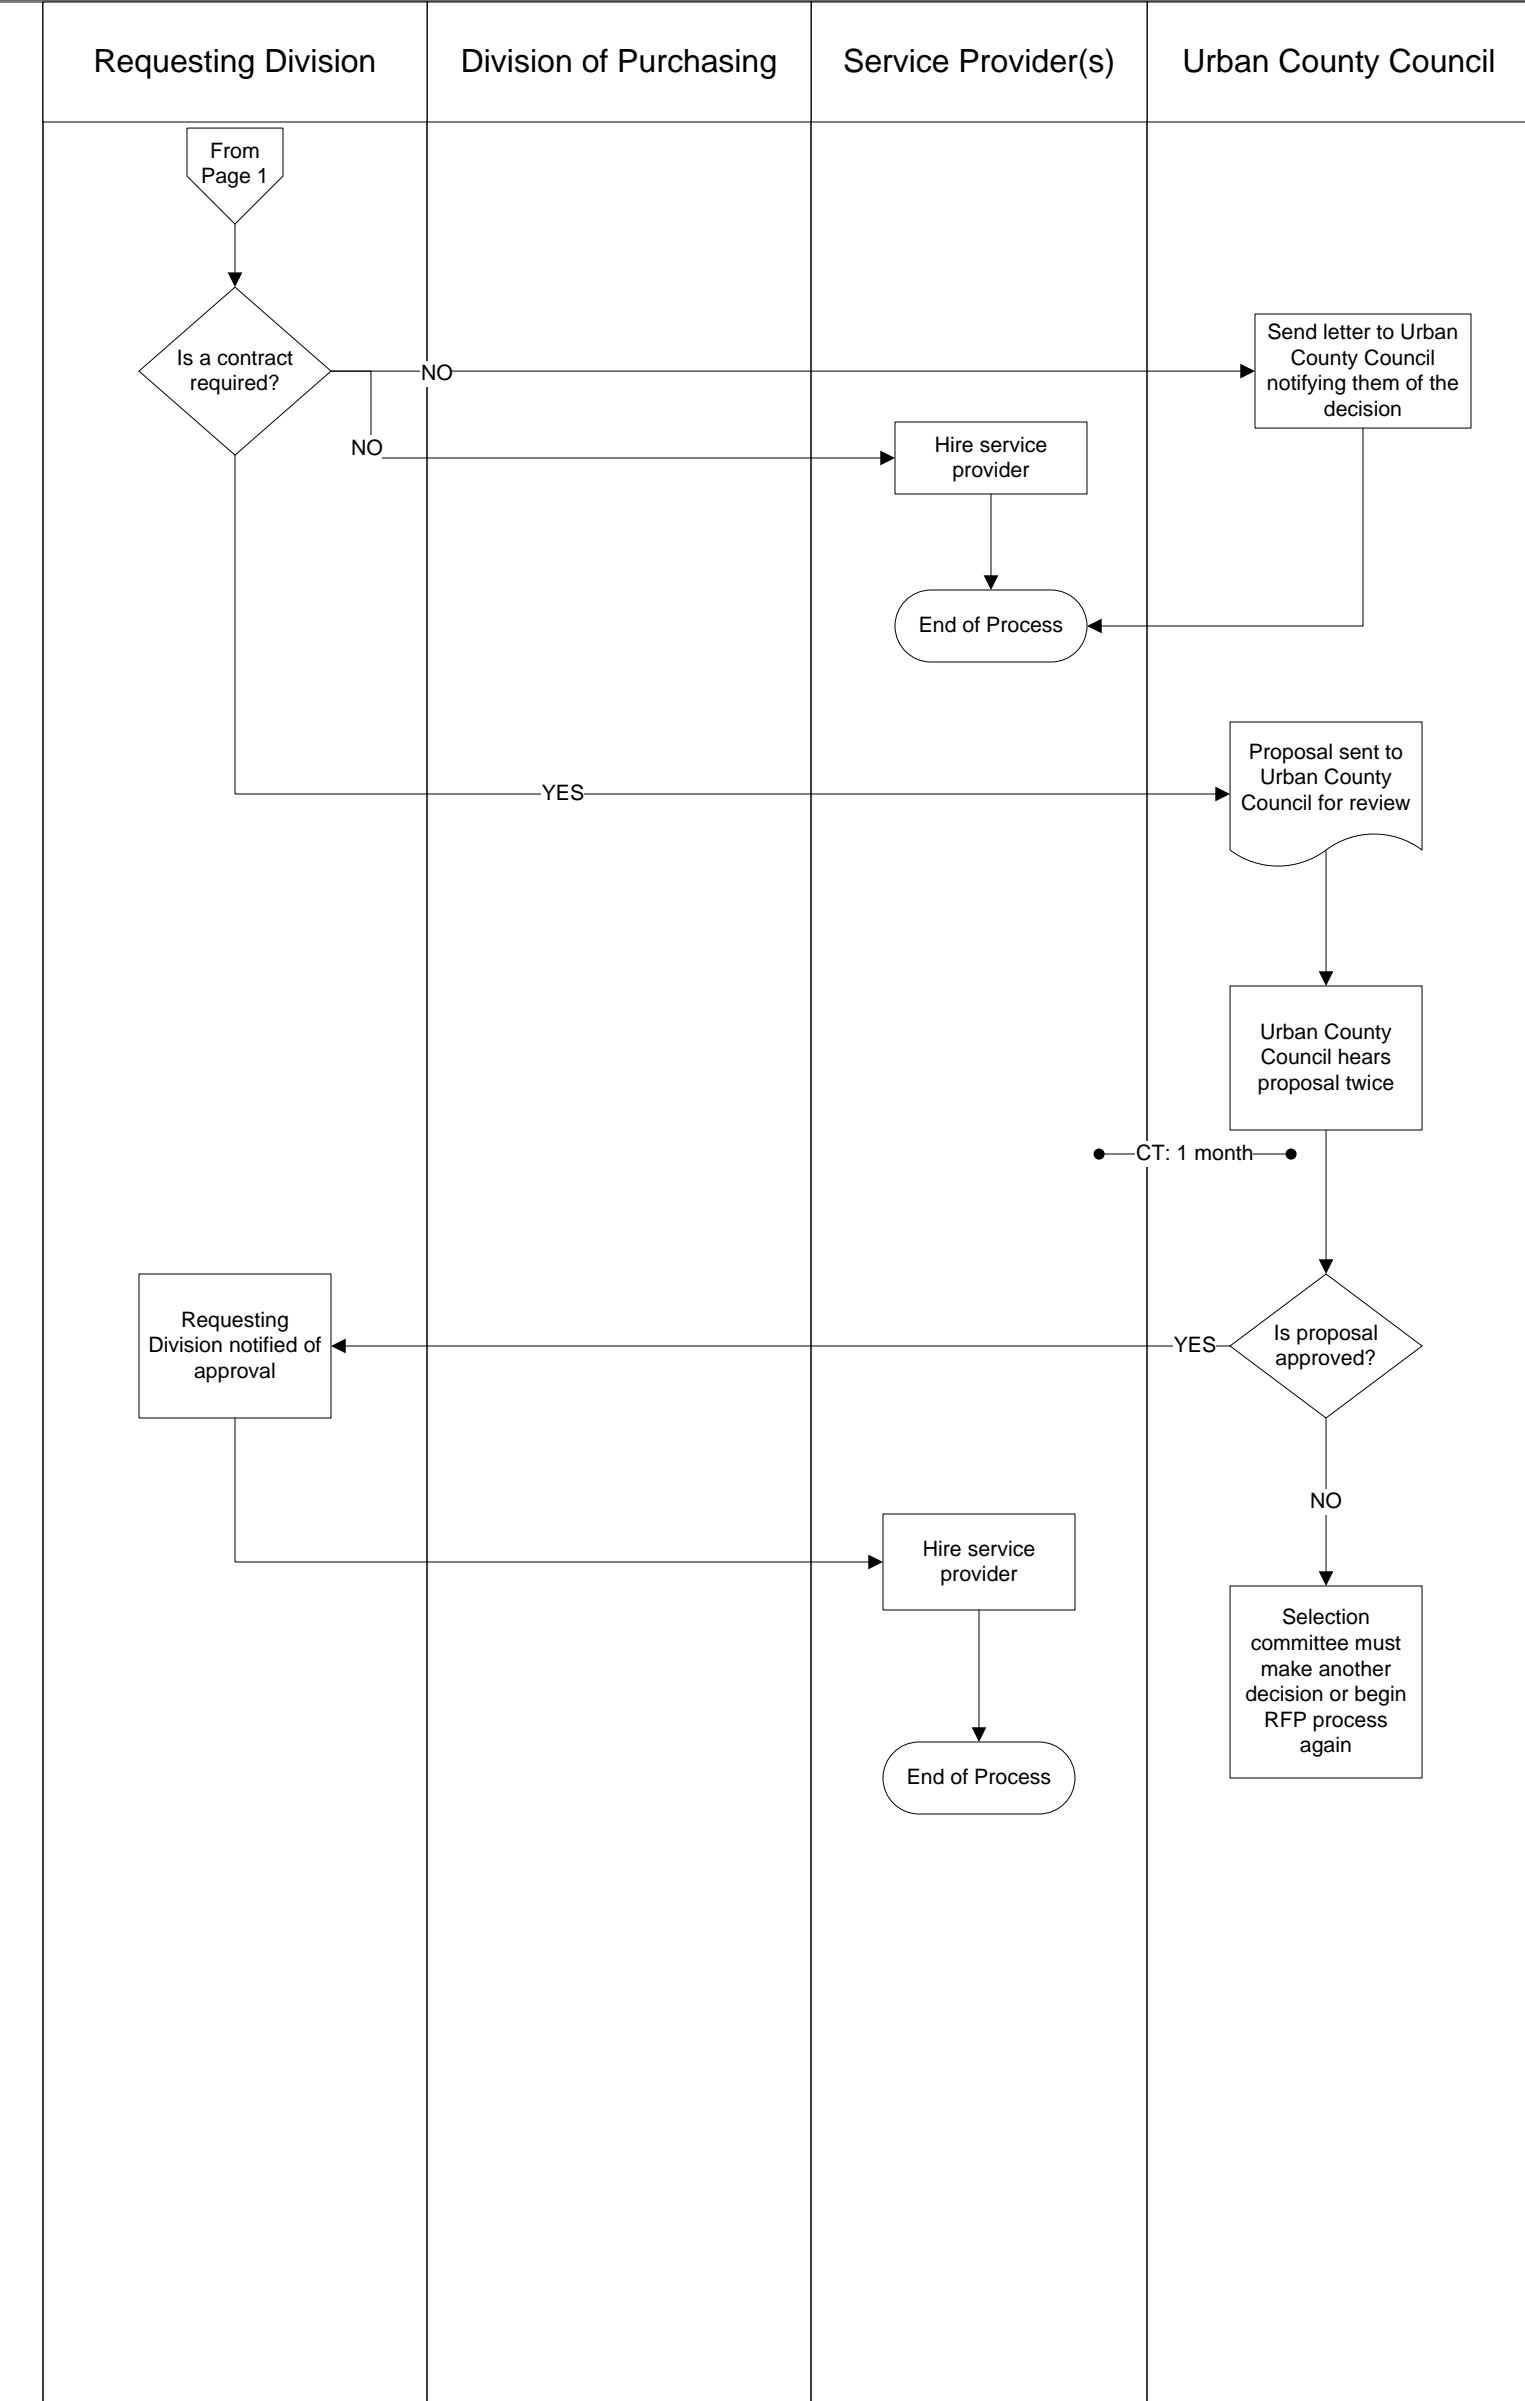 Requesting Division
Division of Purchasing
Service Provider(s)
Urban County Council
From
Page 1
Is a contract
required?
NO
Send letter to Urban
County Council
notifying them of the
decision
NO
Hire service
provider
End of Process
YES
Proposal sent to
Urban County
Council for review
Urban County
Council hears
proposal twice
CT: 1 month
Requesting
Division notified of
approval
YES
Is proposal
approved?
NO
Hire service
provider
Selection
committee must
make another
decision or begin
RFP process
again
End of Process